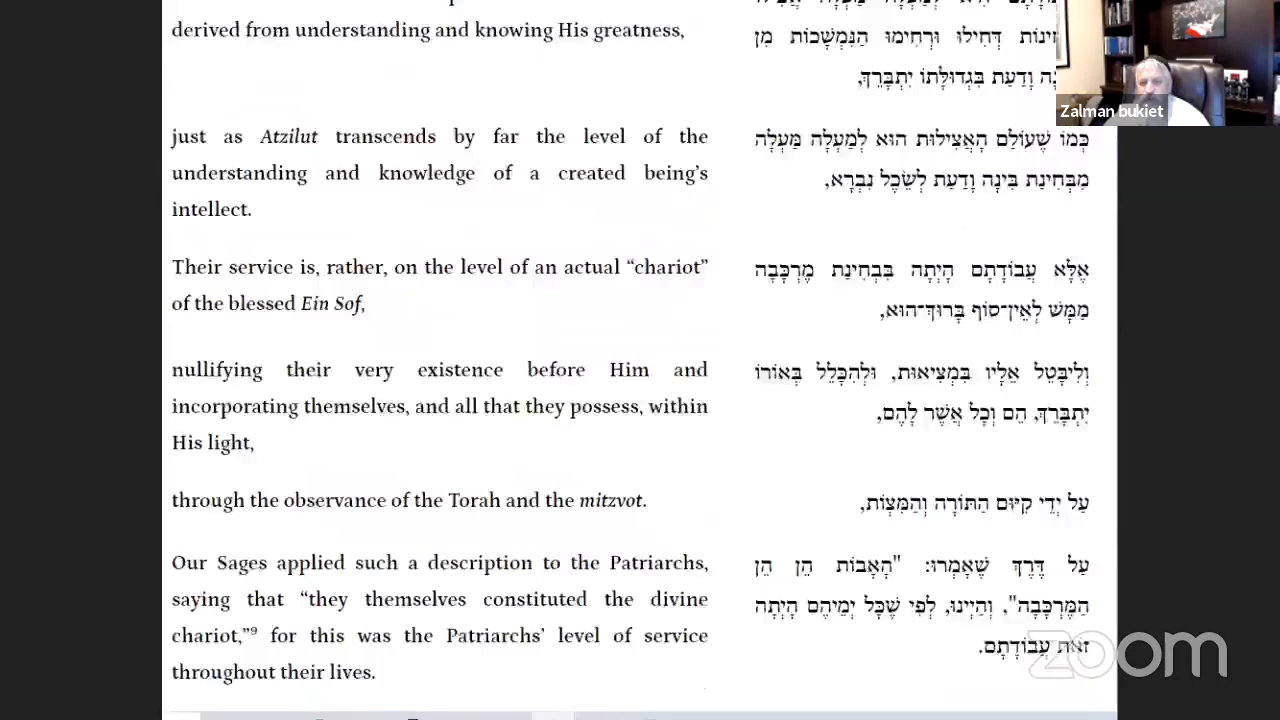 derived from understanding and knowing His greatness,
just as Atzilut transcends by far the level of the
understanding and knowledge of a created being's
intellect.
Their service is, rather, on the level of an actual “chariot”
of the blessed Ein Sof,
nullifying their very existence before Him and
incorporating themselves, and all that they possess, within
His light,
through the observance of the Torah and the mitzvot.
Our Sages applied such a description to the Patriarchs,
saying that “they themselves constituted the divine
chariot,”⁹ for this was the Patriarchs’ level of service
throughout their lives.
דְּחִילוּ וּרְחִימוּ הַנִּמְשָׁכוֹת מִן
וָדַעַת בִּגְדוּלָּתוֹ יִתְבָּרֵךְ,
כְּמוֹ שֶׁעוֹלַם הָאֲצִילוּת הוּא לְמַעְלָה מַּעְלָה
מִבְּחִינַת בִּינָה וָדַעַת לְשֵׂכֶל נִבְרָא,
אֶלָּא עֲבוֹדָתָם הָיְתָה בִּבְחִינַת מֶרְכָּבָה
מַמָּשׁ לְאֵין־סוֹף בָּרוּךְ־הוּא,
וְלִיבָּטֵל אֵלָיו בִּמְצִיאוּת, וּלְהִכָּלֵל בְּאוֹרוֹ
יִתְבָּרֵךְ, הֵם וְכָל אֲשֶׁר לָהֶם,
עַל יְדֵי קִיּוּם הַתּוֹרָה וְהַמִּצְוֹת,
עַל דֶּרֶךְ שֶׁאָמְרוּ: "הָאָבוֹת הֵן הֵן
הַמֶּרְכָּבָה", וְהַיְינוּ, לְפִי שֶׁכָּל יְמֵיהֶם הָיְתָה
זֹאת עֲבוֹדָתָם.
Zalman bukiet
zoom